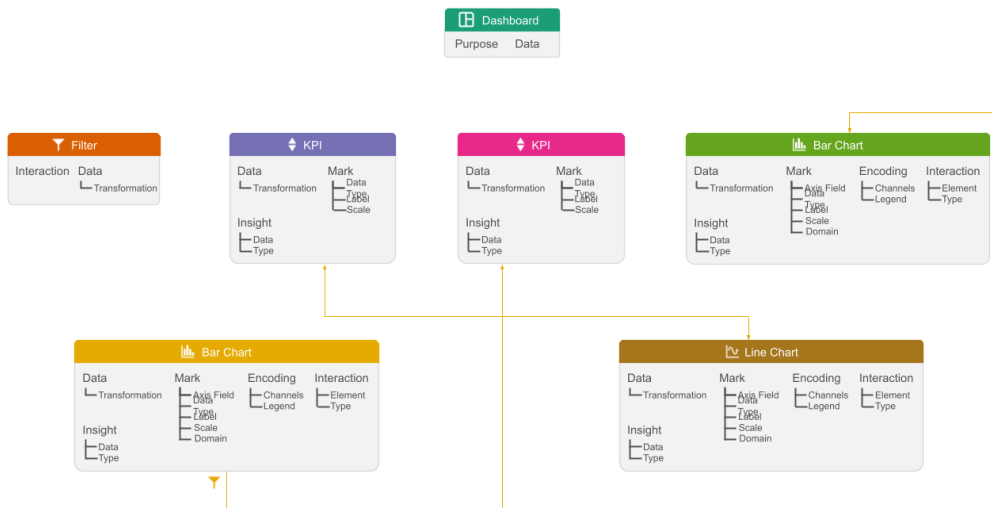 Dashboard
Purpose Data
Filter
Interaction Data
Transformation
KPI
Data Mark
Transformation
Data
Type
Label
Scale
Insight
Data
Type
KPI
Data Mark
Transformation
Data
Type
Label
Scale
Insight
Data
Type
Bar Chart
Data Mark Encoding Interaction
Transformation Axis Field Channels Element
Data
Type
Legend Type
Label
Scale
Domain
Insight
Data
Type
Bar Chart
Data Mark Encoding Interaction
Transformation Axis Field Channels Element
Data
Type
Legend Type
Label
Scale
Domain
Insight
Data
Type
Line Chart
Data Mark Encoding Interaction
Transformation Axis Field Channels Element
Data
Type
Legend Type
Label
Scale
Domain
Insight
Data
Type